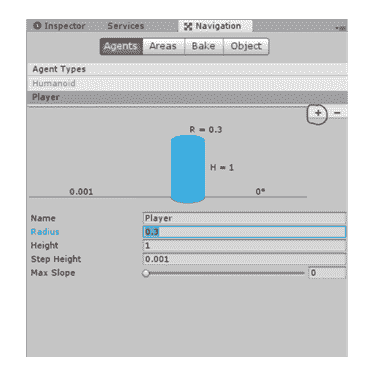 Inspector Services Navigation
Agents Areas Bake Object
Agent Types
Humanoid
Player
+ −
R = 0.3
H = 1
0.001 0°
Name Player
Radius 0.3
Height 1
Step Height 0.001
Max Slope 0